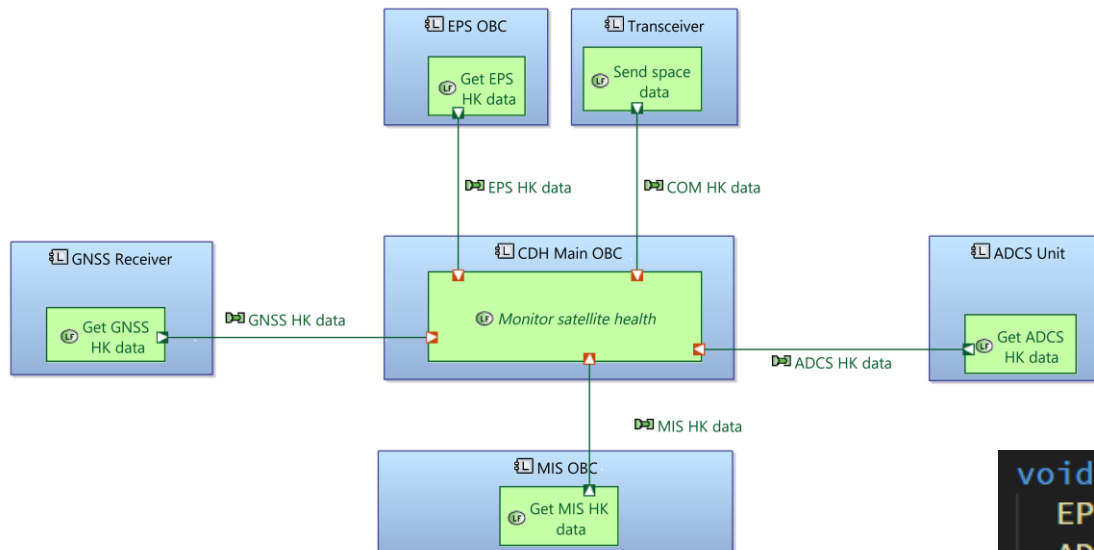 EPS OBC
Transceiver
Get EPS
HK data
Send space
data
EPS HK data
COM HK data
GNSS Receiver
CDH Main OBC
ADCS Unit
Get GNSS
HK data
GNSS HK data
Monitor satellite health
Get ADCS
HK data
ADCS HK data
MIS HK data
MIS OBC
Get MIS HK
data
void
EP